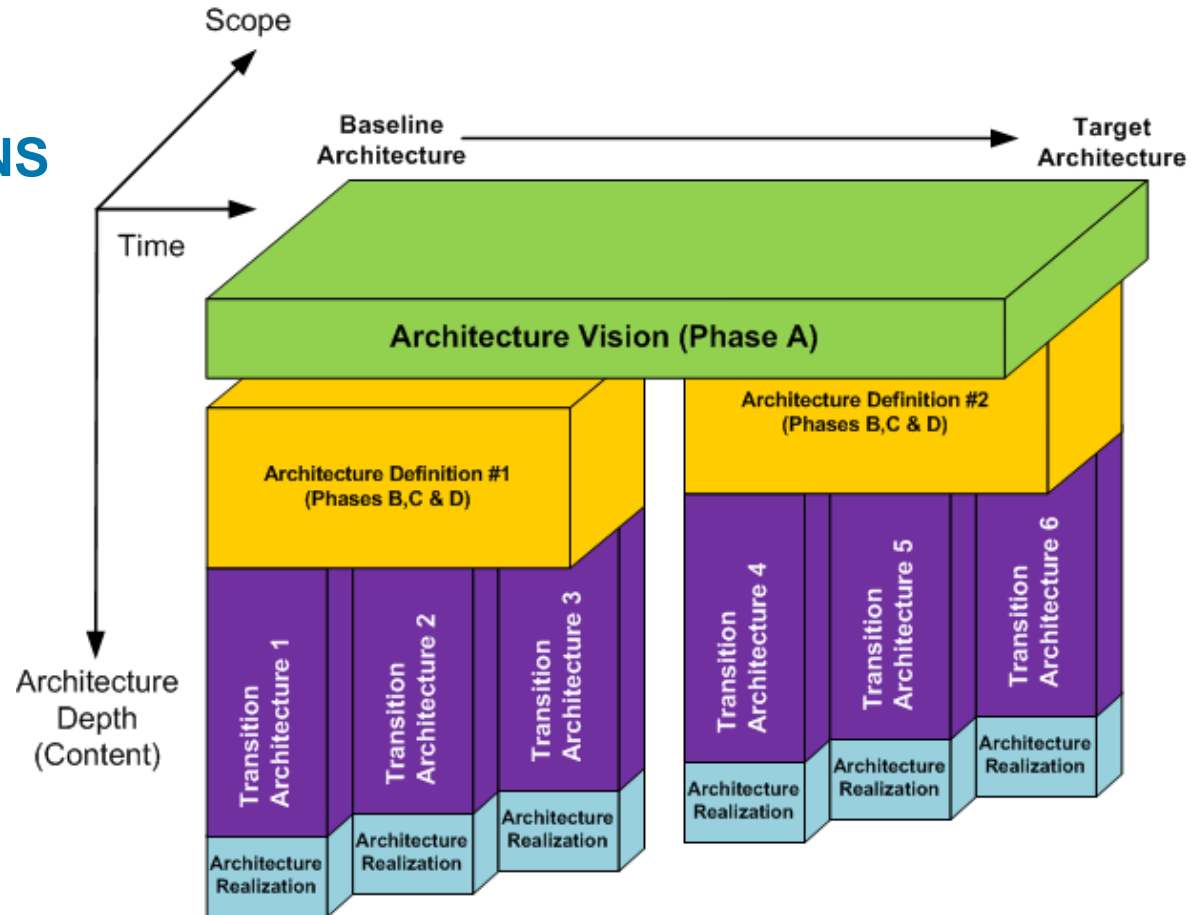 Scope
NS
Baseline
Architecture
Target
Architecture
Time
Architecture Vision (Phase A)
Architecture Definition #1
(Phases B,C & D)
Architecture Definition #2
(Phases B,C & D)
Transition
Architecture 1
Transition
Architecture 2
Transition
Architecture 3
Transition
Architecture 4
Transition
Architecture 5
Transition
Architecture 6
Architecture
Depth
(Content)
Architecture
Realization
Architecture
Realization
Architecture
Realization
Architecture
Realization
Architecture
Realization
Architecture
Realization